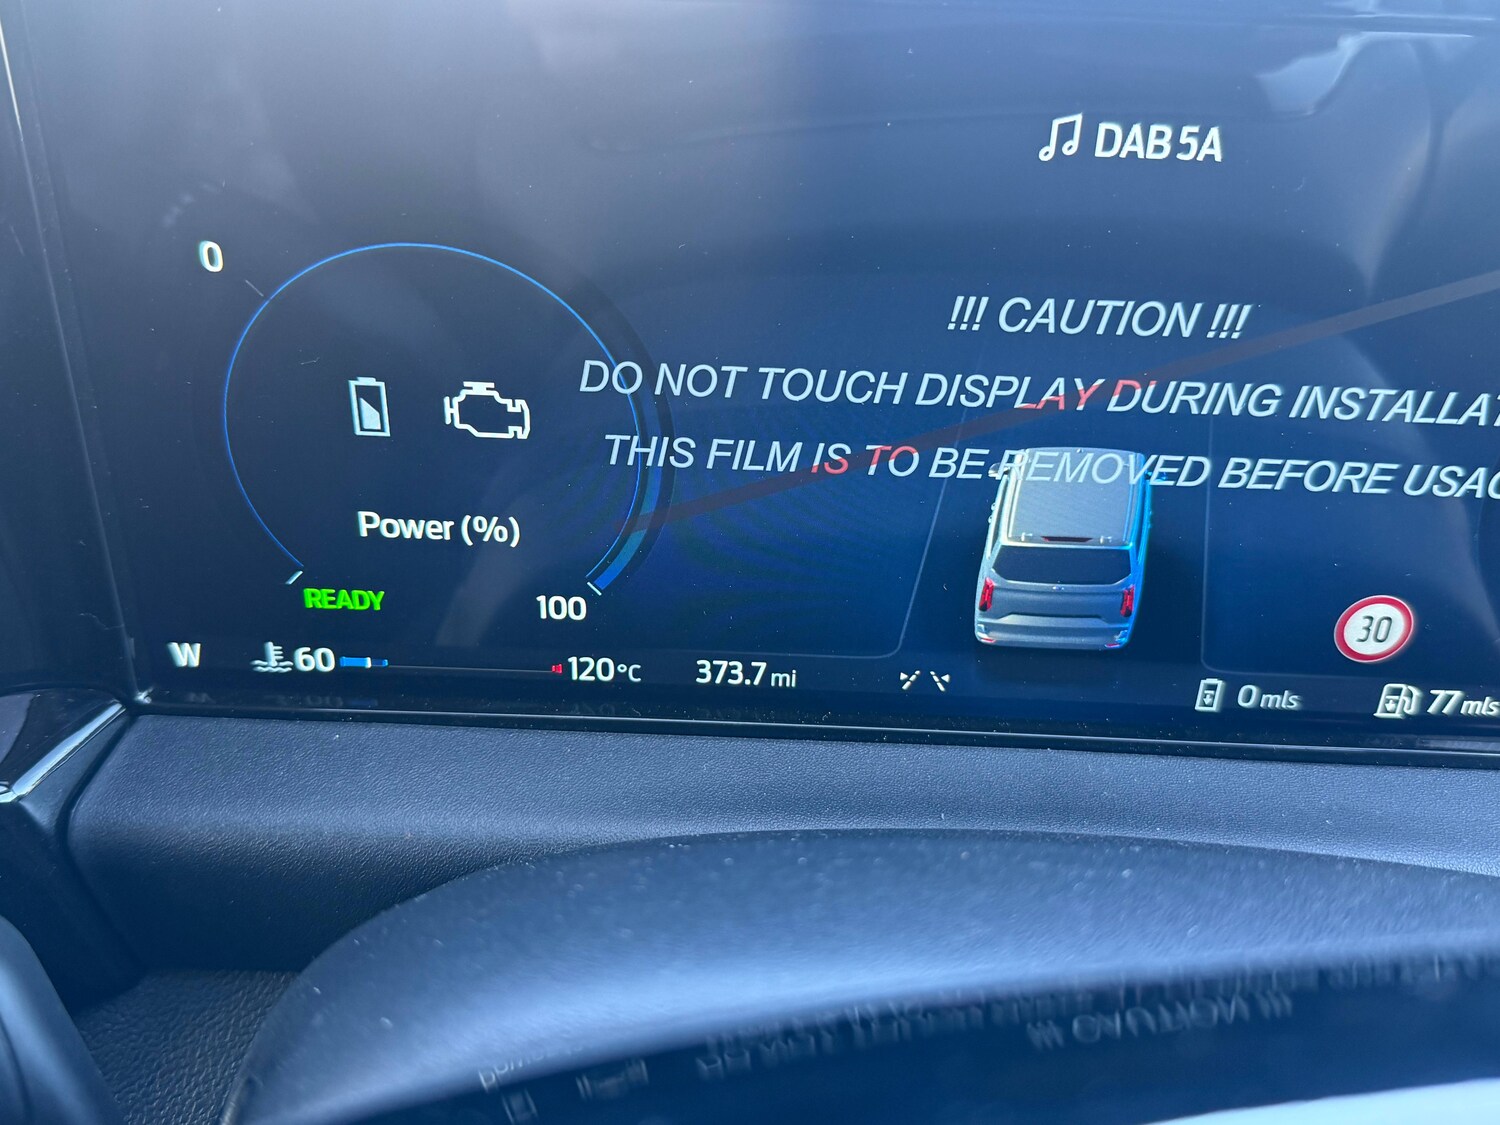 DAB 5A
0
!!! CAUTION !!!
DO NOT TOUCH DISPLAY DURING INSTALLAT
THIS FILM IS TO BE REMOVED BEFORE USAG
Power (%)
READY
100
30
W 60 120°C 373.7 mi
0 mls 77 mls